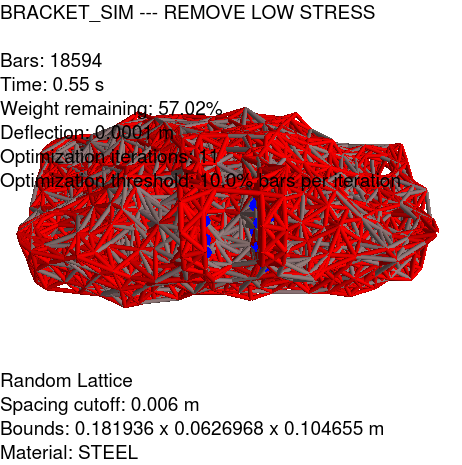 BRACKET_SIM --- REMOVE LOW STRESS
Bars: 18594
Time: 0.55 s
Weight remaining: 57.02%
Deflection: 0.0001 m
Optimization iterations: 11
Optimization threshold: 10.0% bars per iteration
Random Lattice
Spacing cutoff: 0.006 m
Bounds: 0.181936 x 0.0626968 x 0.104655 m
Material: STEEL